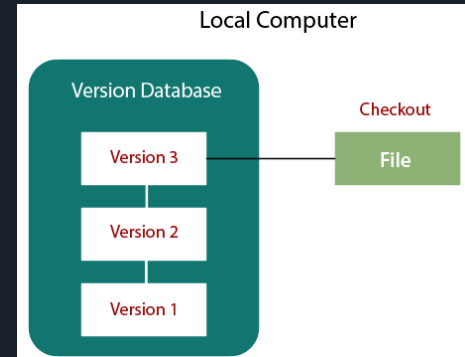 Local Computer
Version Database
Checkout
Version 3
File
Version 2
Version 1